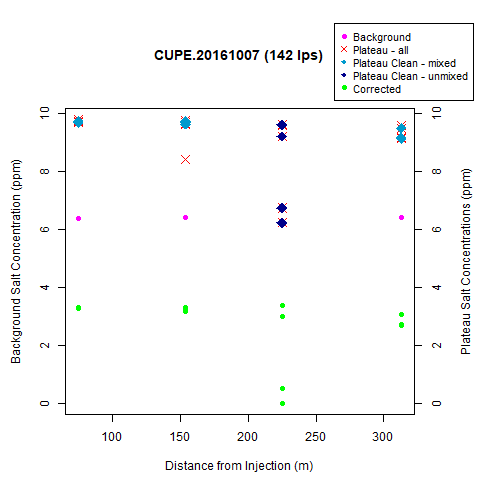 CUPE.20161007 (142 lps)
Background
Plateau - all
Plateau Clean - mixed
Plateau Clean - unmixed
Corrected
Background Salt Concentration (ppm)
10
8
6
4
2
0
10
8
6
4
2
0
Plateau Salt Concentrations (ppm)
100 150 200 250 300
Distance from Injection (m)